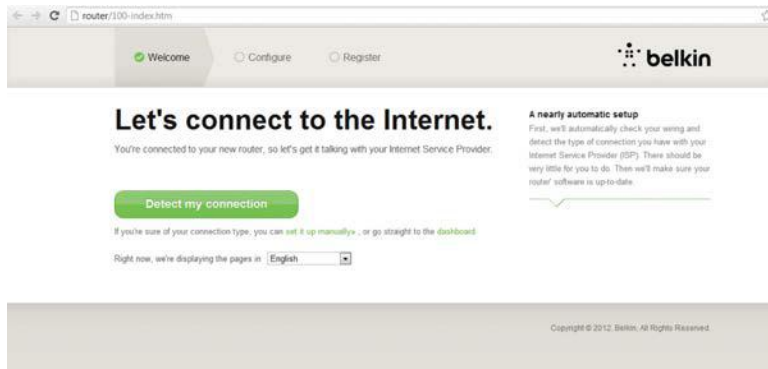 router/100-index.htm
Welcome
Configure
Register
belkin
Let's connect to the Internet.
You're connected to your new router, so let's get it talking with your Internet Service Provider.
Detect my connection
If you're sure of your connection type, you can set it up manually» , or go straight to the dashboard
Right now, we're displaying the pages in English
A nearly automatic setup
First, we'll automatically check your wiring and
detect the type of connection you have with your
Internet Service Provider (ISP). There should be
very little for you to do. Then we'll make sure your
router' software is up-to-date.
Copyright © 2012, Belkin, All Rights Reserved.